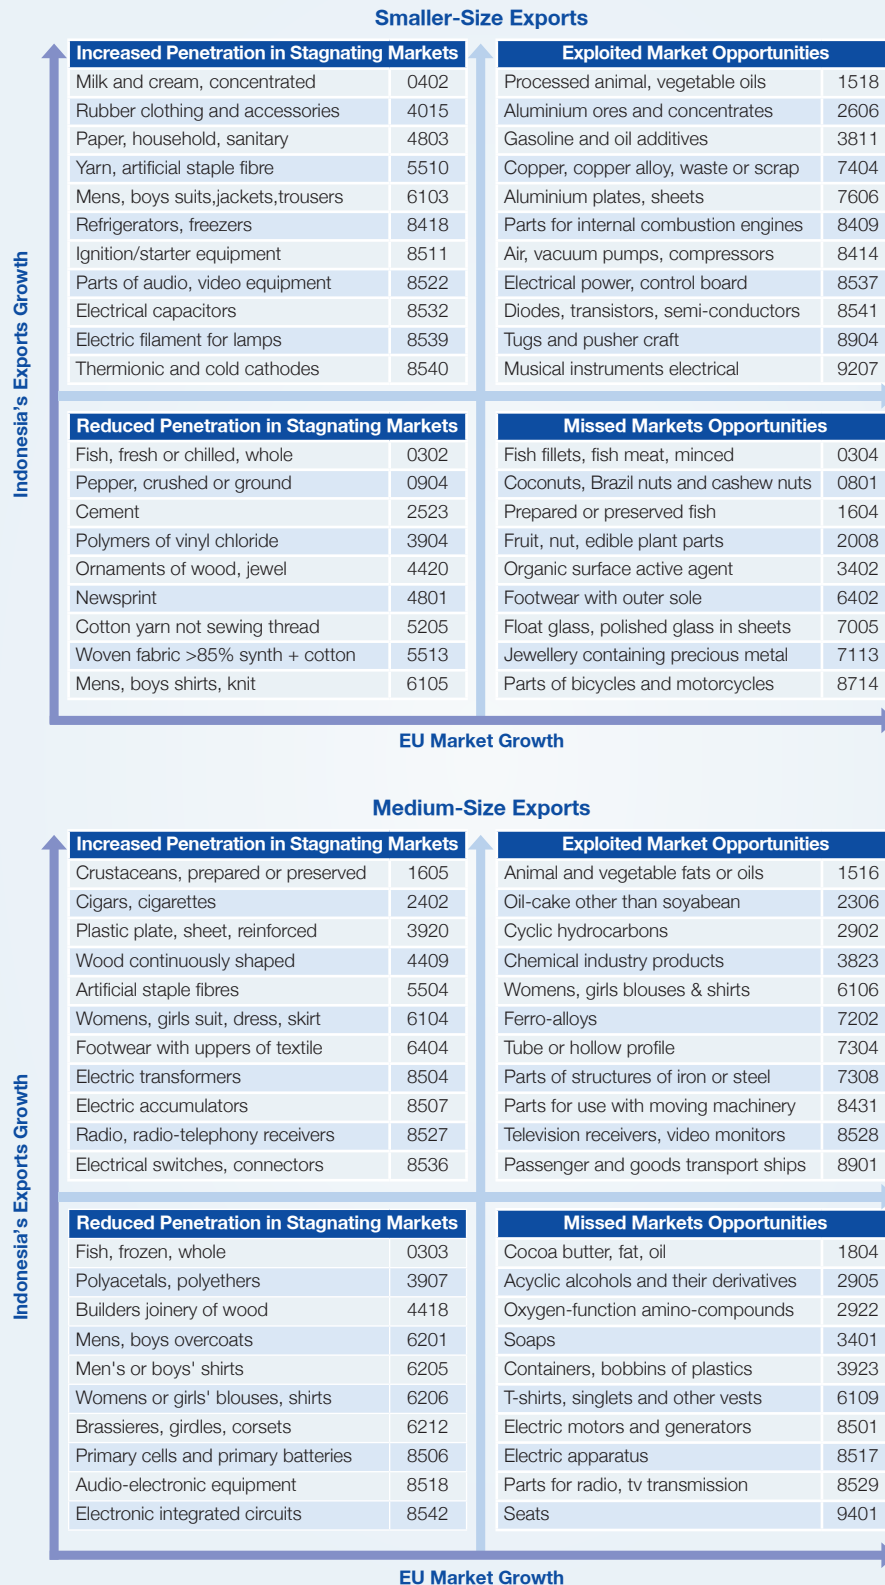 Smaller-Size Exports
Indonesia's Exports Growth
Increased Penetration in Stagnating Markets
Milk and cream, concentrated 0402
Rubber clothing and accessories 4015
Paper, household, sanitary 4803
Yarn, artificial staple fibre 5510
Mens, boys suits,jackets,trousers 6103
Refrigerators, freezers 8418
Ignition/starter equipment 8511
Parts of audio, video equipment 8522
Electrical capacitors 8532
Electric filament for lamps 8539
Thermionic and cold cathodes 8540
Exploited Market Opportunities
Processed animal, vegetable oils 1518
Aluminium ores and concentrates 2606
Gasoline and oil additives 3811
Copper, copper alloy, waste or scrap 7404
Aluminium plates, sheets 7606
Parts for internal combustion engines 8409
Air, vacuum pumps, compressors 8414
Electrical power, control board 8537
Diodes, transistors, semi-conductors 8541
Tugs and pusher craft 8904
Musical instruments electrical 9207
Reduced Penetration in Stagnating Markets
Fish, fresh or chilled, whole 0302
Pepper, crushed or ground 0904
Cement 2523
Polymers of vinyl chloride 3904
Ornaments of wood, jewel 4420
Newsprint 4801
Cotton yarn not sewing thread 5205
Woven fabric >85% synth + cotton 5513
Mens, boys shirts, knit 6105
Missed Markets Opportunities
Fish fillets, fish meat, minced 0304
Coconuts, Brazil nuts and cashew nuts 0801
Prepared or preserved fish 1604
Fruit, nut, edible plant parts 2008
Organic surface active agent 3402
Footwear with outer sole 6402
Float glass, polished glass in sheets 7005
Jewellery containing precious metal 7113
Parts of bicycles and motorcycles 8714
EU Market Growth
Medium-Size Exports
Indonesia's Exports Growth
Increased Penetration in Stagnating Markets
Crustaceans, prepared or preserved 1605
Cigars, cigarettes 2402
Plastic plate, sheet, reinforced 3920
Wood continuously shaped 4409
Artificial staple fibres 5504
Womens, girls suit, dress, skirt 6104
Footwear with uppers of textile 6404
Electric transformers 8504
Electric accumulators 8507
Radio, radio-telephony receivers 8527
Electrical switches, connectors 8536
Exploited Market Opportunities
Animal and vegetable fats or oils 1516
Oil-cake other than soyabean 2306
Cyclic hydrocarbons 2902
Chemical industry products 3823
Womens, girls blouses & shirts 6106
Ferro-alloys 7202
Tube or hollow profile 7304
Parts of structures of iron or steel 7308
Parts for use with moving machinery 8431
Television receivers, video monitors 8528
Passenger and goods transport ships 8901
Reduced Penetration in Stagnating Markets
Fish, frozen, whole 0303
Polyacetals, polyethers 3907
Builders joinery of wood 4418
Mens, boys overcoats 6201
Men's or boys' shirts 6205
Womens or girls' blouses, shirts 6206
Brassieres, girdles, corsets 6212
Primary cells and primary batteries 8506
Audio-electronic equipment 8518
Electronic integrated circuits 8542
Missed Markets Opportunities
Cocoa butter, fat, oil 1804
Acyclic alcohols and their derivatives 2905
Oxygen-function amino-compounds 2922
Soaps 3401
Containers, bobbins of plastics 3923
T-shirts, singlets and other vests 6109
Electric motors and generators 8501
Electric apparatus 8517
Parts for radio, tv transmission 8529
Seats 9401
EU Market Growth